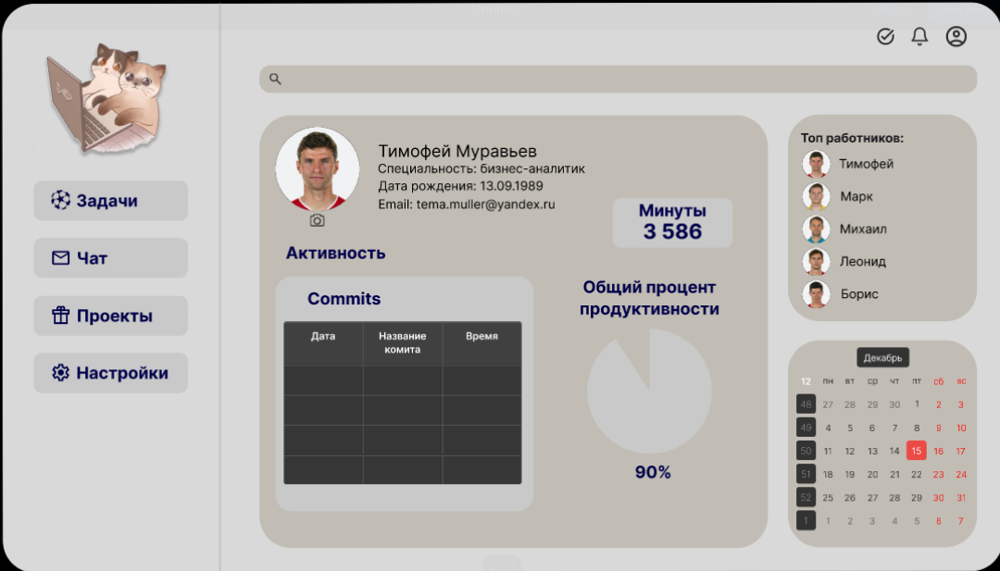 Задачи
Чат
Проекты
Настройки
Тимофей Муравьев
Специальность: бизнес-аналитик
Дата рождения: 13.09.1989
Email: tema.muller@yandex.ru
Минуты
3 586
Активность
Commits
Дата Название комита Время
Общий процент
продуктивности
90%
Топ работников:
Тимофей
Марк
Михаил
Леонид
Борис
Декабрь
12 пн вт ср чт пт сб вс
48 27 28 29 30 1 2 3
49 4 5 6 7 8 9 10
50 11 12 13 14 15 16 17
51 18 19 20 21 22 23 24
52 25 26 27 28 29 30 31
1 1 2 3 4 5 6 7